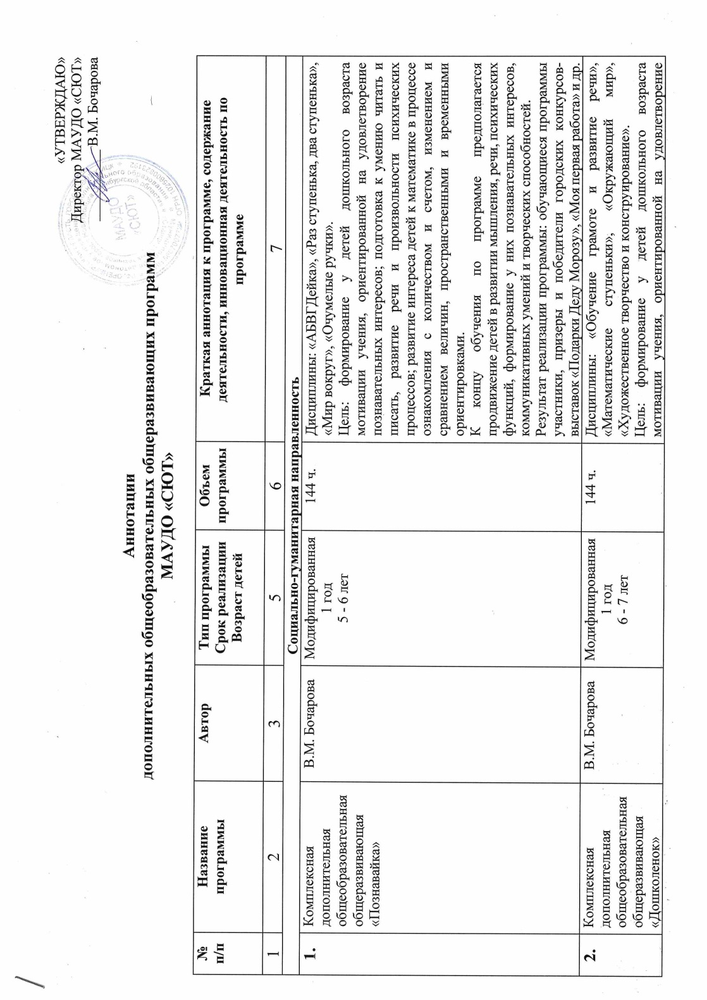 «УТВЕРЖДАЮ»
Директор МАУДО «СЮТ»
В.М. Бочарова
МАУДО
«СЮТ»
Аннотации
дополнительных общеобразовательных общеразвивающих программ
МАУДО «СЮТ»
№
п/п
Название
программы
Автор
Тип программы
Срок реализации
Возраст детей
Объем
программы
Краткая аннотация к программе, содержание
деятельности, инновационная деятельность по
программе
1
2
3
5
6
7
Социально-гуманитарная направленность
1.
Комплексная
дополнительная
общеобразовательная
общеразвивающая
«Познавайка»
В.М. Бочарова
Модифицированная
1 год
5 - 6 лет
144 ч.
Дисциплины: «АБВГДейка», «Раз ступенька, два ступенька»,
«Мир вокруг», «Очумелые ручки».
Цель: формирование у детей дошкольного возраста
мотивации учения, ориентированной на удовлетворение
познавательных интересов; подготовка к умению читать и
писать, развитие речи и произвольности психических
процессов; развитие интереса детей к математике в процессе
ознакомления с количеством и счетом, изменением и
сравнением величин, пространственными и временными
ориентировками.
К концу обучения по программе предполагается
продвижение детей в развитии мышления, речи, психических
функций, формирование у них познавательных интересов,
коммуникативных умений и творческих способностей.
Результат реализации программы: обучающиеся программы
участники, призеры и победители городских конкурсов-
выставок «Подарки Деду Морозу», «Моя первая работа» и др.
2.
Комплексная
дополнительная
общеобразовательная
общеразвивающая
«Дошколенок»
В.М. Бочарова
Модифицированная
1 год
6 - 7 лет
144 ч.
Дисциплины: «Обучение грамоте и развитие речи»,
«Математические ступеньки», «Окружающий мир»,
«Художественное творчество и конструирование».
Цель: формирование у детей дошкольного возраста
мотивации учения, ориентированной на удовлетворение